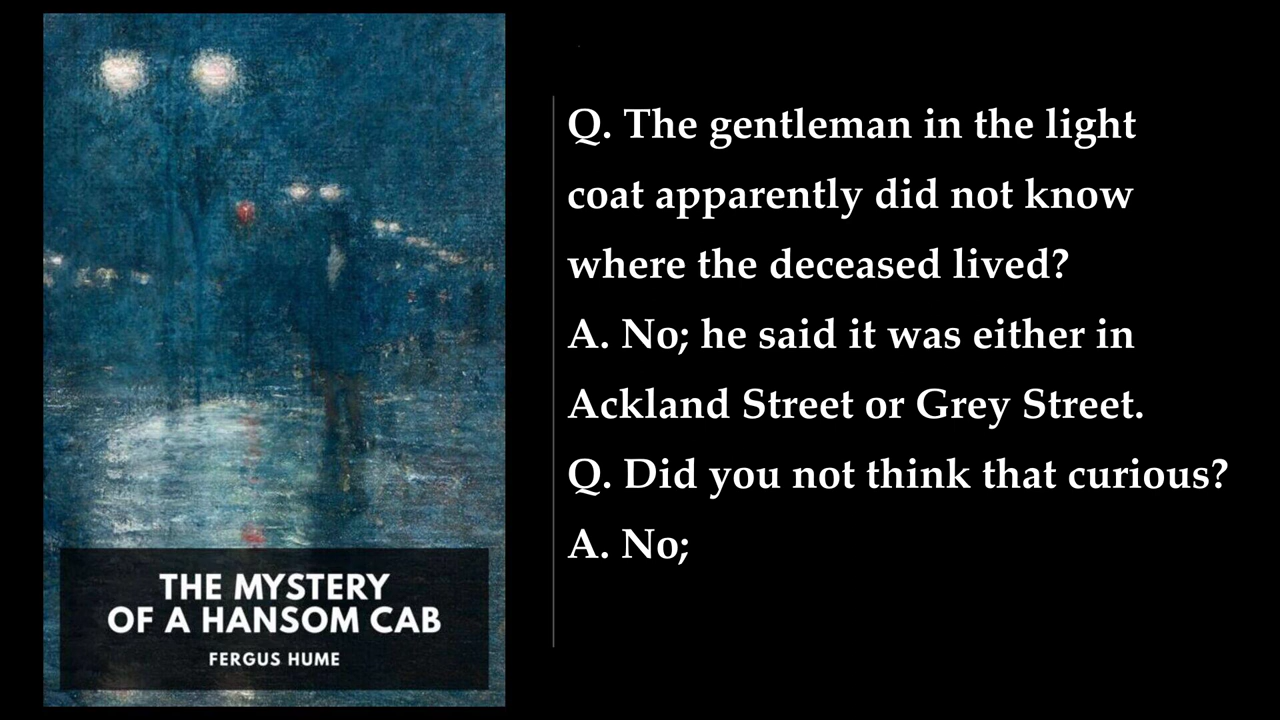 Q. The gentleman in the light
coat apparently did not know
where the deceased lived?
A. No; he said it was either in
Ackland Street or Grey Street.
Q. Did you not think that curious?
A. No;
THE MYSTERY
OF A HANSOM CAB
FERGUS HUME